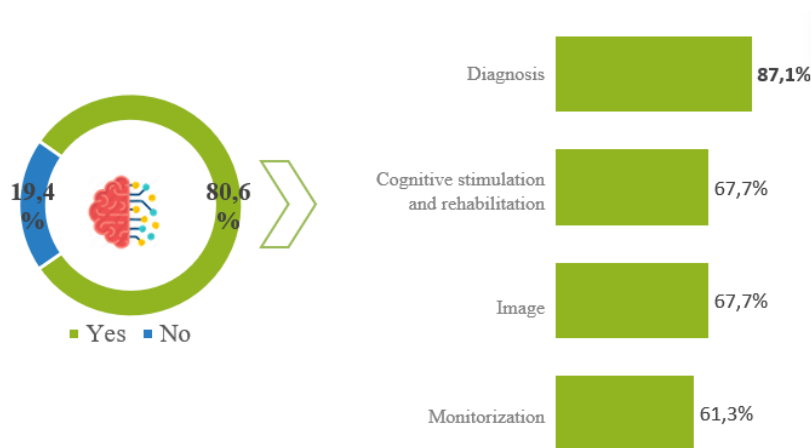 19,4
%
80,6
%
Yes
No
Diagnosis
87,1%
Cognitive stimulation
and rehabilitation
67,7%
Image
67,7%
Monitorization
61,3%